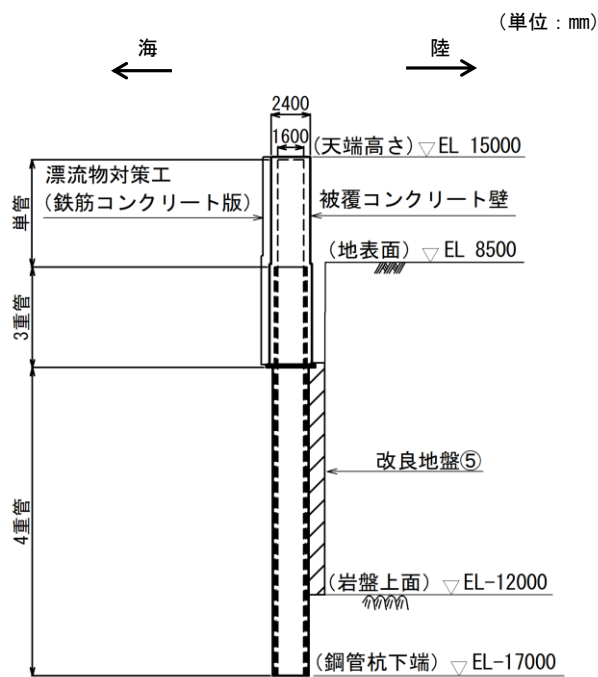 (単位：mm)
海
陸
2400
1600
(天端高さ) ▽ EL 15000
漂流物対策工
(鉄筋コンクリート版)
被覆コンクリート壁
単管
(地表面) ▽ EL 8500
3重管
改良地盤⑤
4重管
(岩盤上面) ▽ EL-12000
(鋼管杭下端) ▽ EL-17000